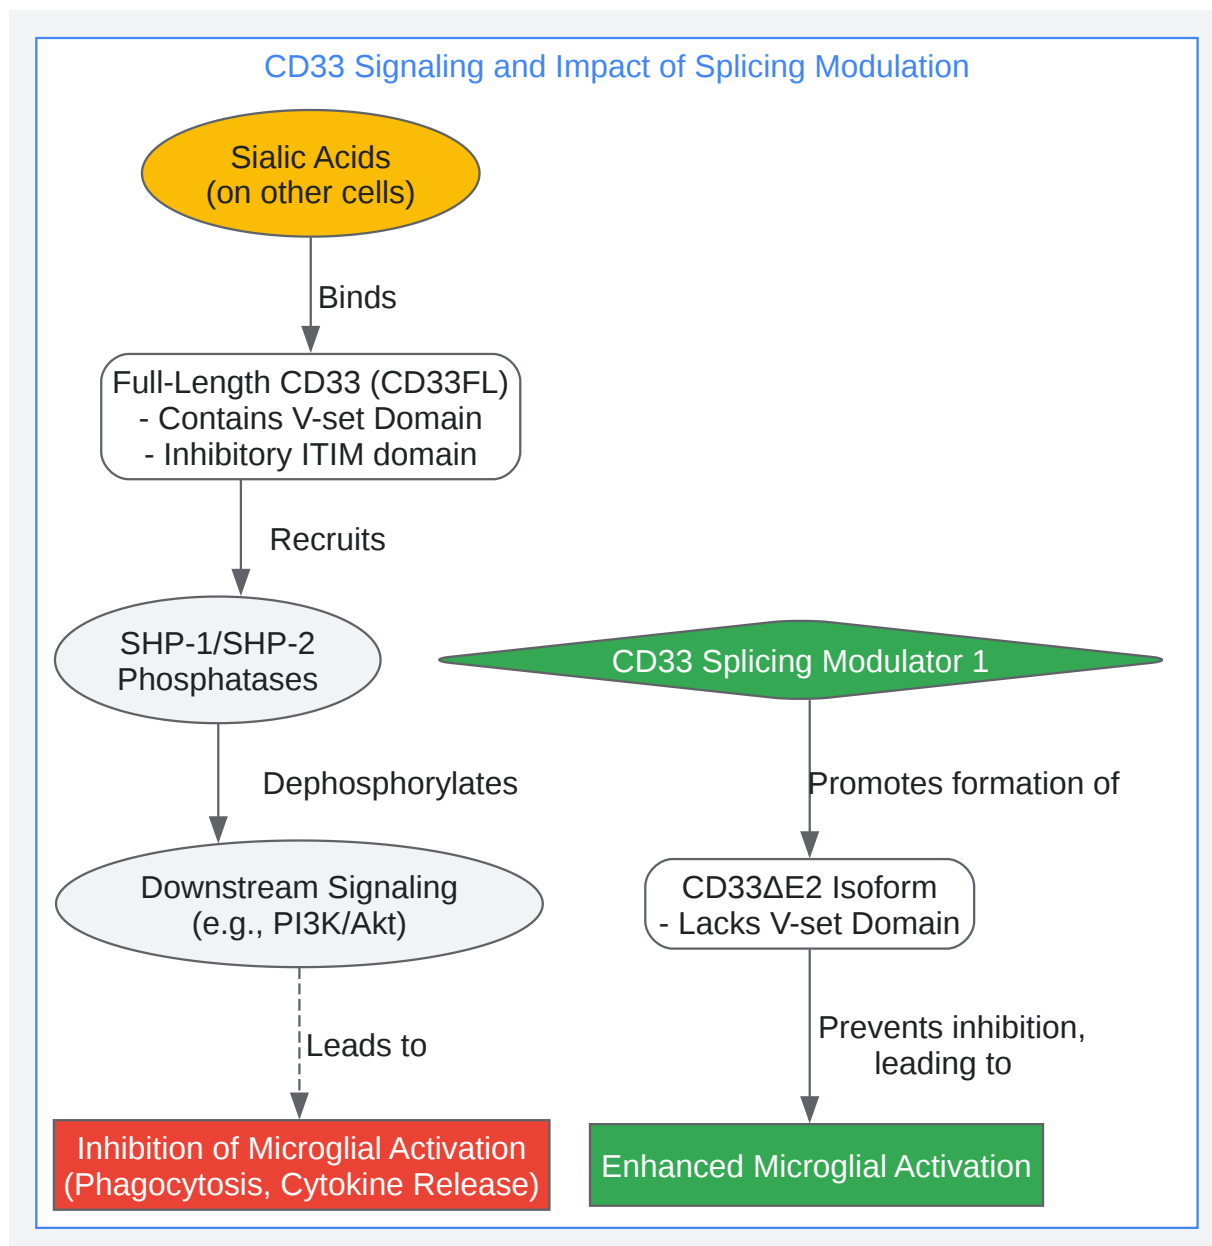 CD33 Signaling and Impact of Splicing Modulation
Sialic Acids
(on other cells)
Binds
Full-Length CD33 (CD33FL)
- Contains V-set Domain
- Inhibitory ITIM domain
Recruits
SHP-1/SHP-2
Phosphatases
Dephosphorylates
Downstream Signaling
(e.g., PI3K/Akt)
Leads to
Inhibition of Microglial Activation
(Phagocytosis, Cytokine Release)
CD33 Splicing Modulator 1
Promotes formation of
CD33ΔE2 Isoform
- Lacks V-set Domain
Prevents inhibition,
leading to
Enhanced Microglial Activation